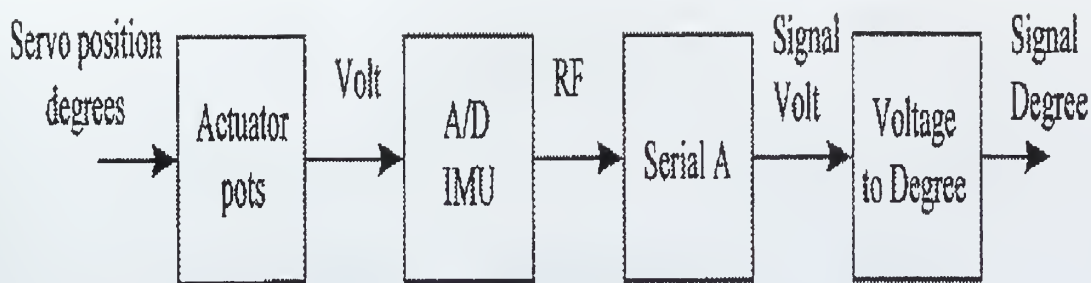 Servo position
degrees
Actuator
pots
Volt
A/D
IMU
RF
Serial A
Signal
Volt
Voltage
to Degree
Signal
Degree